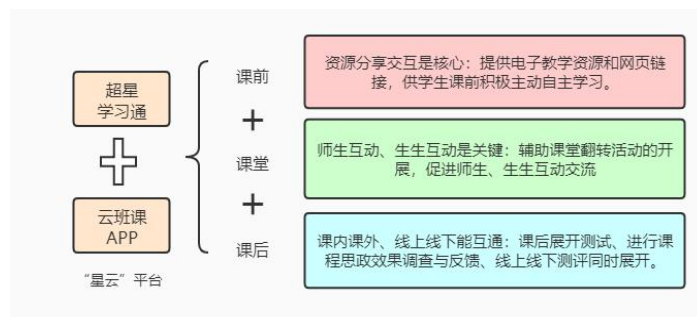 超星
学习通
云班课
APP
“星云”平台
课前
+
课堂
+
课后
资源分享交互是核心：提供电子教学资源和网页链
接，供学生课前积极主动自主学习。
师生互动、生生互动是关键：辅助课堂翻转活动的开
展，促进师生、生生互动交流
课内课外、线上线下能互通：课后展开测试、进行课
程思政效果调查与反馈、线上线下测评同时展开。